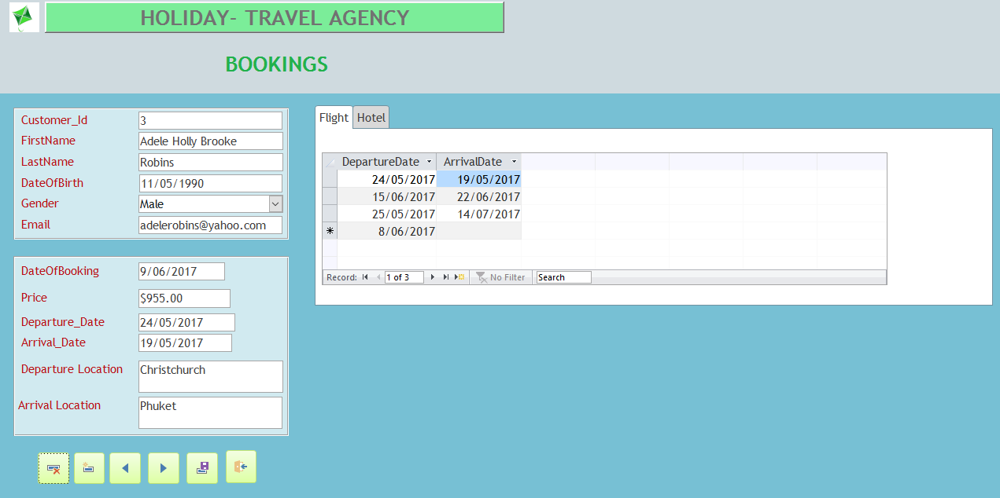 HOLIDAY- TRAVEL AGENCY
BOOKINGS
Customer_Id 3
FirstName Adele Holly Brooke
LastName Robins
DateOfBirth 11/05/1990
Gender Male
Email adelerobins@yahoo.com
DateOfBooking 9/06/2017
Price $955.00
Departure_Date 24/05/2017
Arrival_Date 19/05/2017
Departure Location Christchurch
Arrival Location Phuket
Flight Hotel
DepartureDate ArrivalDate
24/05/2017 19/05/2017
15/06/2017 22/06/2017
25/05/2017 14/07/2017
8/06/2017
Record: 1 of 3 No Filter Search